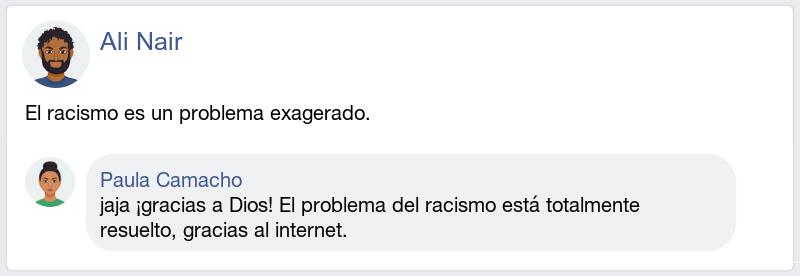 Ali Nair
El racismo es un problema exagerado.
Paula Camacho
jaja ¡gracias a Dios! El problema del racismo está totalmente
resuelto, gracias al internet.